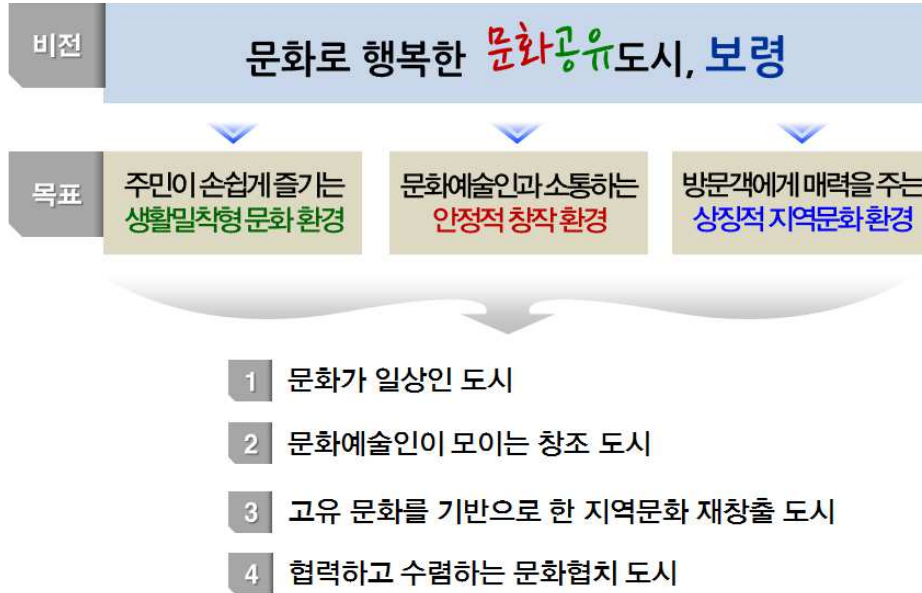 비전
문화로 행복한 문화공유도시, 보령
목표
주민이 손쉽게 즐기는
생활밀착형 문화 환경
문화예술인과 소통하는
안정적 창작 환경
방문객에게 매력을 주는
상징적 지역문화 환경
1 문화가 일상인 도시
2 문화예술인이 모이는 창조 도시
3 고유 문화를 기반으로 한 지역문화 재창출 도시
4 협력하고 수렴하는 문화협치 도시